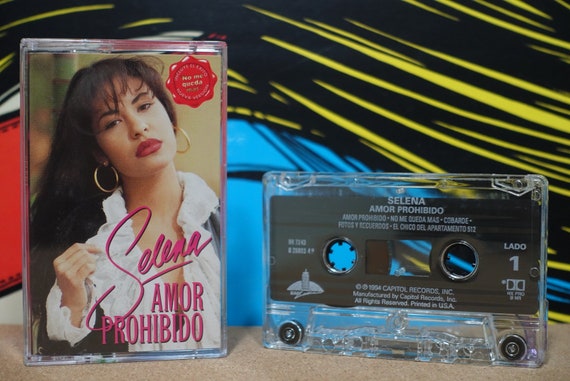 No me
queda
más
Selena
AMOR
PROHIBIDO
SELENA
AMOR PROHIBIDO
AMOR PROHIBIDO • NO ME QUEDA MAS • COBARDE •
FOTOS Y RECUERDOS • EL CHICO DEL APARTAMENTO 512
LADO
1
℗ © 1994 CAPITOL RECORDS, INC.
Manufactured by Capitol Records, Inc.
All Rights Reserved. Printed in U.S.A.
B NR